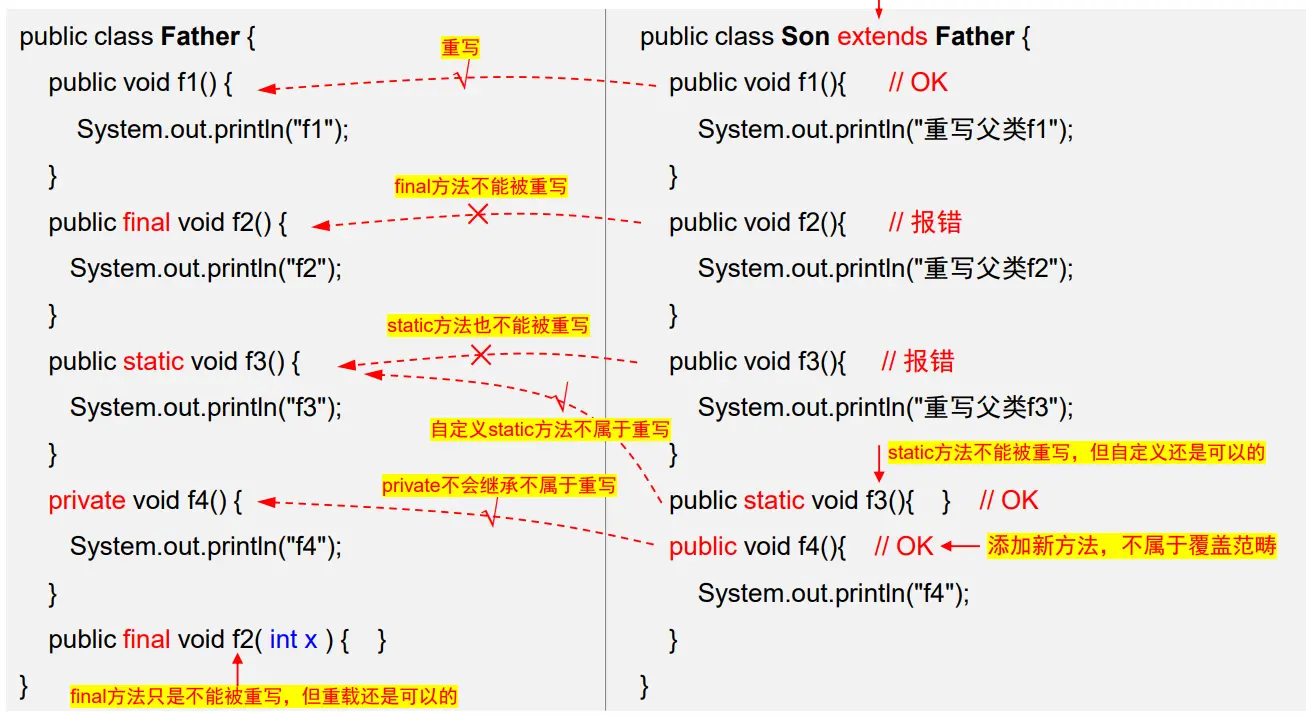 public class Father {
重写
public void f1() {
System.out.println("f1");
}
final方法不能被重写
public final void f2() {
System.out.println("f2");
}
static方法也不能被重写
public static void f3() {
System.out.println("f3");
自定义static方法不属于重写
}
private不会继承不属于重写
private void f4() {
System.out.println("f4");
}
public final void f2( int x ) { }
}
final方法只是不能被重写，但重载还是可以的
public class Son extends Father {
public void f1(){ // OK
System.out.println("重写父类f1");
}
public void f2(){ // 报错
System.out.println("重写父类f2");
}
public void f3(){ // 报错
System.out.println("重写父类f3");
}
static方法不能被重写，但自定义还是可以的
public static void f3(){ } // OK
public void f4(){ // OK 添加新方法，不属于覆盖范畴
System.out.println("f4");
}
}